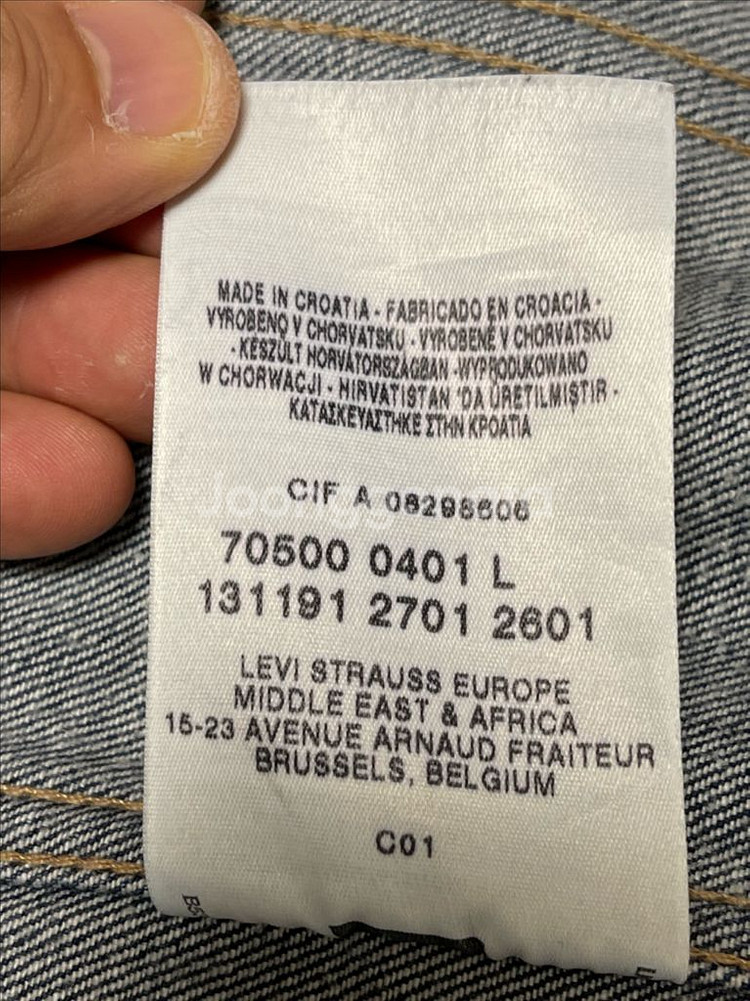 MADE IN CROATIA - FABRICADO EN CROACIA -
VYROBENO V CHORVATSKU - VYROBENÉ V CHORVATSKU
- KÉSZÜLT HORVÁTORSZÁGBAN -WYPRODUKOWANO
W CHORWACJI - HIRVATISTAN 'DA ÜRETILMIŞTIR -
ΚΑΤΑΣΚΕΥΑΣΤΗΚΕ ΣΤΗΝ ΚΡΟΑΤΙΑ
CIF A 08298606
70500 0401 L
131191 2701 2601
LEVI STRAUSS EUROPE
MIDDLE EAST & AFRICA
15-23 AVENUE ARNAUD FRAITEUR
BRUSSELS, BELGIUM
C01